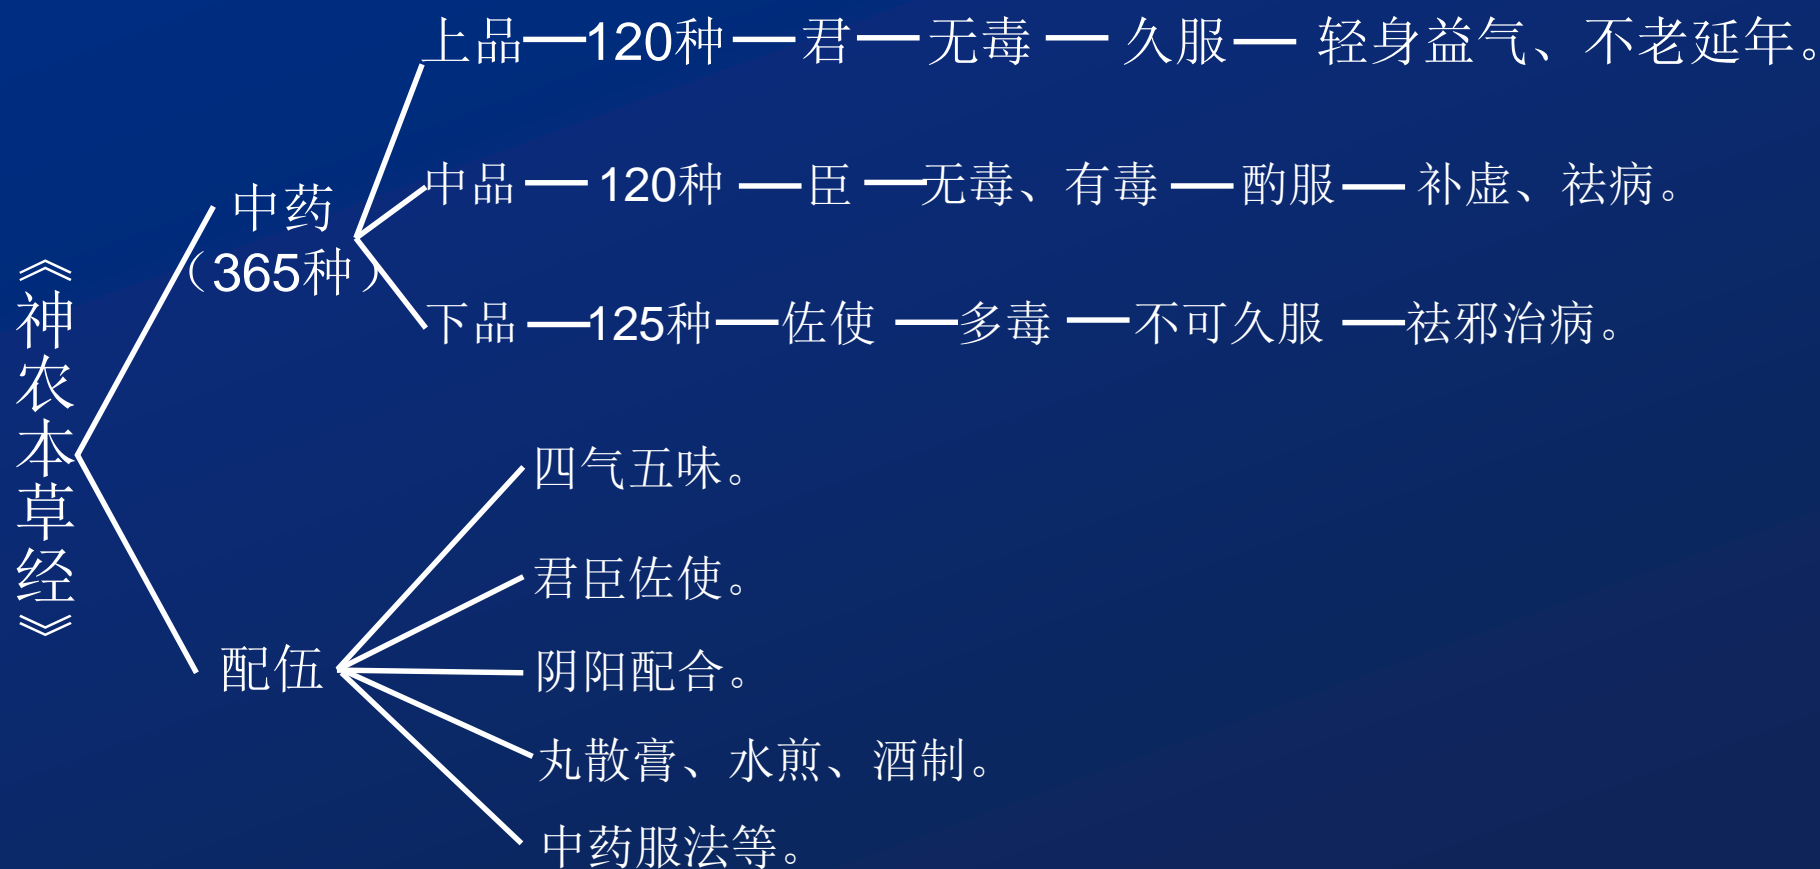 《神农本草经》
中药
（365种）
上品 120种 君 无毒 久服 轻身益气、不老延年。
中品 120种 臣 无毒、有毒 酌服 补虚、祛病。
下品 125种 佐使 多毒 不可久服 祛邪治病。
配伍
四气五味。
君臣佐使。
阴阳配合。
丸散膏、水煎、酒制。
中药服法等。